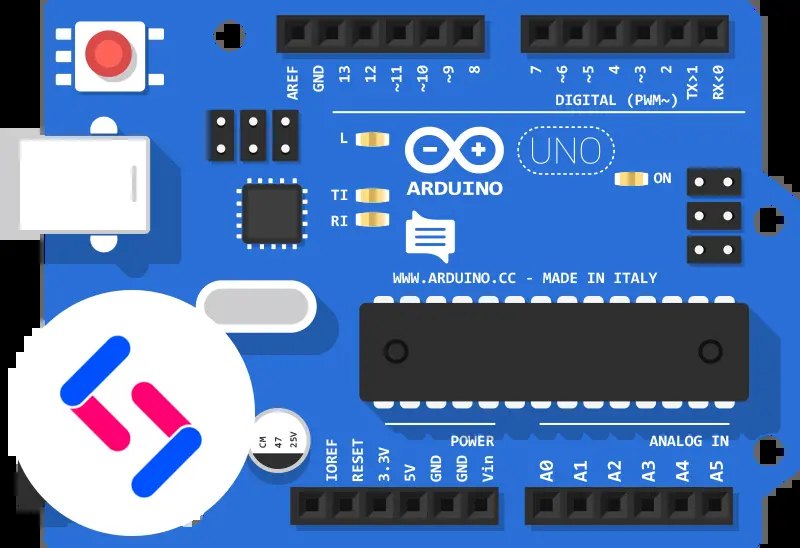 AREF GND 13 12 ~11 ~10 ~9 8
7 ~6 ~5 4 ~3 2 TX>1 RX<0
DIGITAL (PWM~)
L
UNO
ARDUINO
ON
TI
RI
WWW.ARDUINO.CC - MADE IN ITALY
CM 47 25V
POWER
ANALOG IN
IOREF RESET 3.3V 5V GND GND Vin
A0 A1 A2 A3 A4 A5